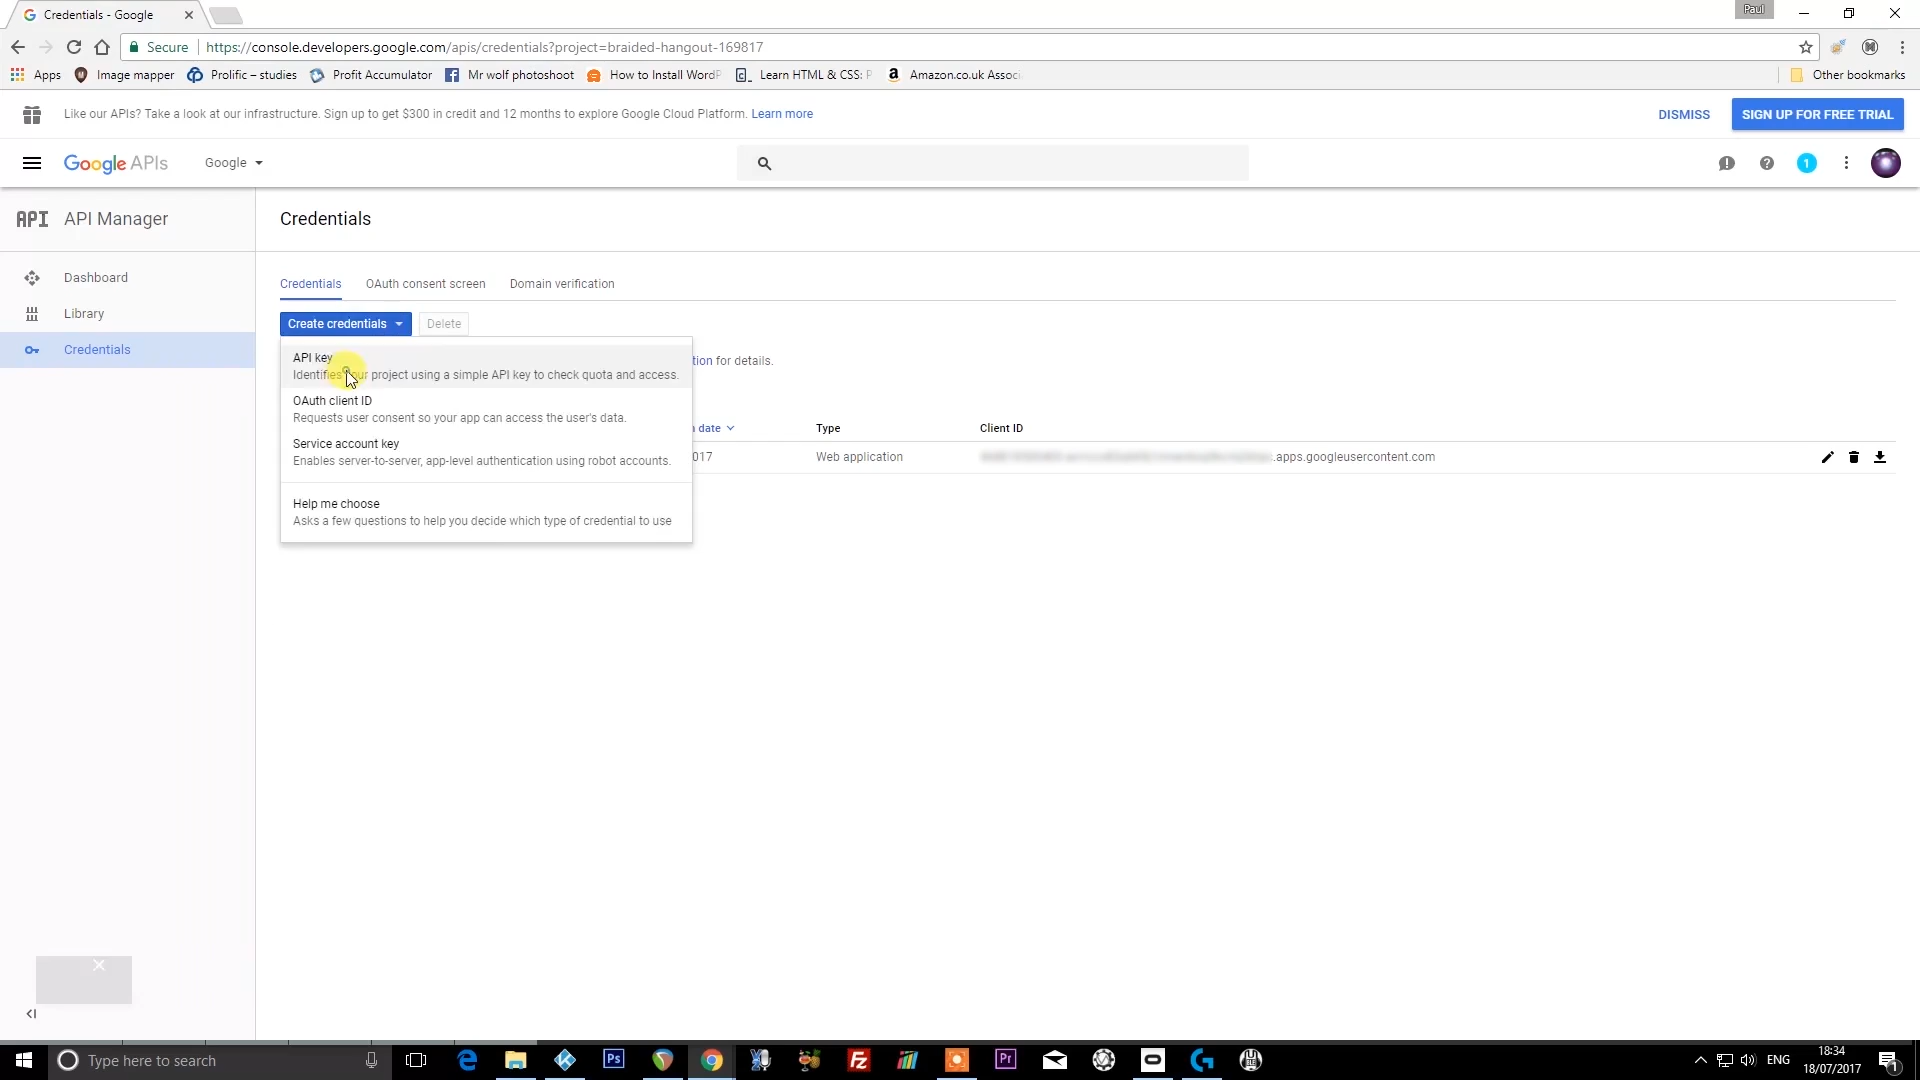 Credentials - Google
Paul
Secure
https://console.developers.google.com/apis/credentials?project=braided-hangout-169817
Apps
Image mapper
Prolific – studies
Profit Accumulator
Mr wolf photoshoot
How to Install WordP
Learn HTML & CSS: P
Amazon.co.uk Associ
Other bookmarks
Like our APIs? Take a look at our infrastructure. Sign up to get $300 in credit and 12 months to explore Google Cloud Platform. Learn more
DISMISS
SIGN UP FOR FREE TRIAL
Google APIs
Google
1
API API Manager
Credentials
Dashboard
Library
Credentials
Credentials
OAuth consent screen
Domain verification
Create credentials
Delete
API key
Identifies your project using a simple API key to check quota and access.
OAuth client ID
Requests user consent so your app can access the user's data.
Service account key
Enables server-to-server, app-level authentication using robot accounts.
Help me choose
Asks a few questions to help you decide which type of credential to use
tion for details.
date
Type
Client ID
017
Web application
.apps.googleusercontent.com
Type here to search
Ps
Fz
Pr
ENG
18:34
18/07/2017
1